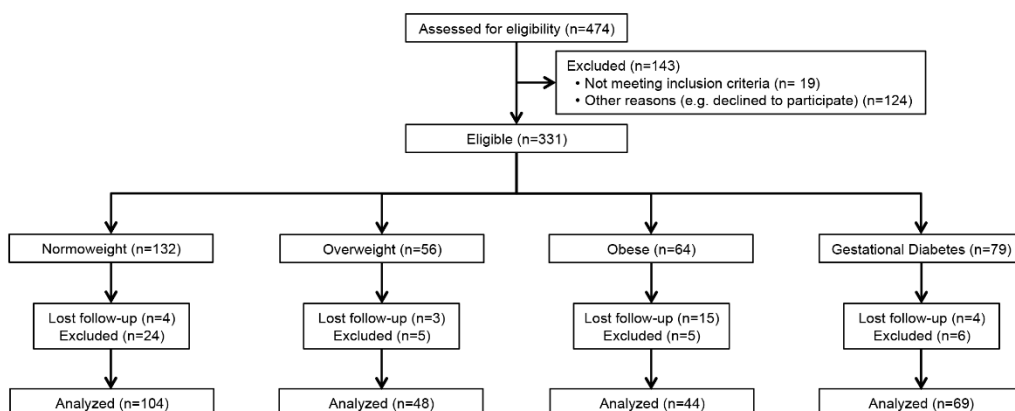 Assessed for eligibility (n=474)
Excluded (n=143)
• Not meeting inclusion criteria (n= 19)
• Other reasons (e.g. declined to participate) (n=124)
Eligible (n=331)
Normoweight (n=132)
Overweight (n=56)
Obese (n=64)
Gestational Diabetes (n=79)
Lost follow-up (n=4)
Excluded (n=24)
Lost follow-up (n=3)
Excluded (n=5)
Lost follow-up (n=15)
Excluded (n=5)
Lost follow-up (n=4)
Excluded (n=6)
Analyzed (n=104)
Analyzed (n=48)
Analyzed (n=44)
Analyzed (n=69)